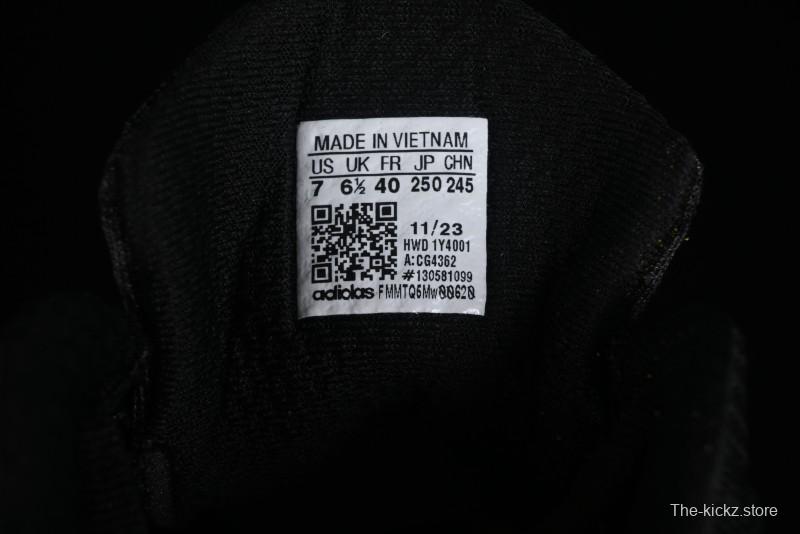 MADE IN VIETNAM
US UK FR JP CHN
7 6½ 40 250 245
11/23
HWD 1Y4001
A:CG4362
#130581099
adidas FMMTQ6Mw00620
The-kickz.store